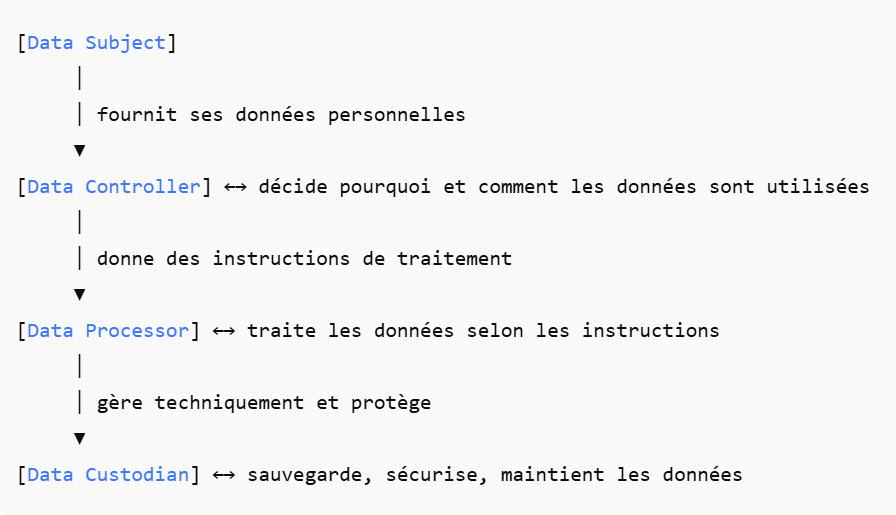 [Data Subject]
│
│ fournit ses données personnelles
▼
[Data Controller] ↔ décide pourquoi et comment les données sont utilisées
│
│ donne des instructions de traitement
▼
[Data Processor] ↔ traite les données selon les instructions
│
│ gère techniquement et protège
▼
[Data Custodian] ↔ sauvegarde, sécurise, maintient les données